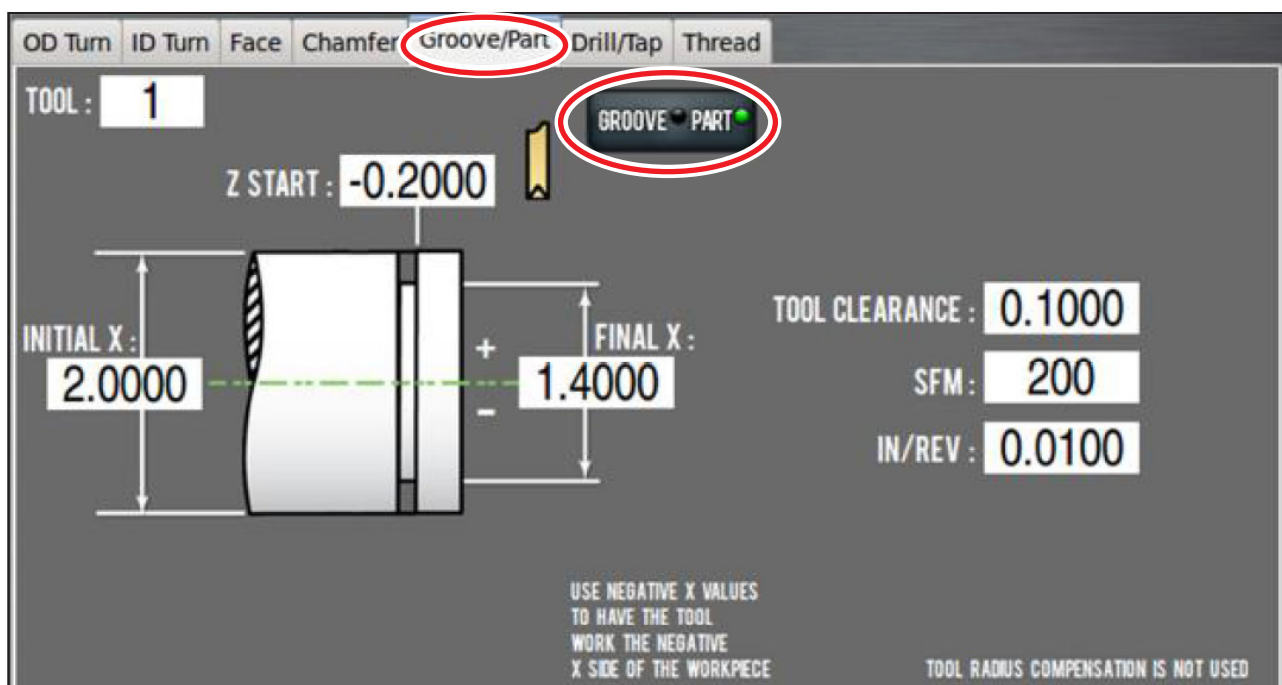 OD Turn ID Turn Face Chamfer Groove/Part Drill/Tap Thread
TOOL : 1
GROOVE PART
Z START : -0.2000
INITIAL X :
2.0000
+
-
FINAL X :
1.4000
TOOL CLEARANCE : 0.1000
SFM : 200
IN/REV : 0.0100
USE NEGATIVE X VALUES
TO HAVE THE TOOL
WORK THE NEGATIVE
X SIDE OF THE WORKPIECE
TOOL RADIUS COMPENSATION IS NOT USED